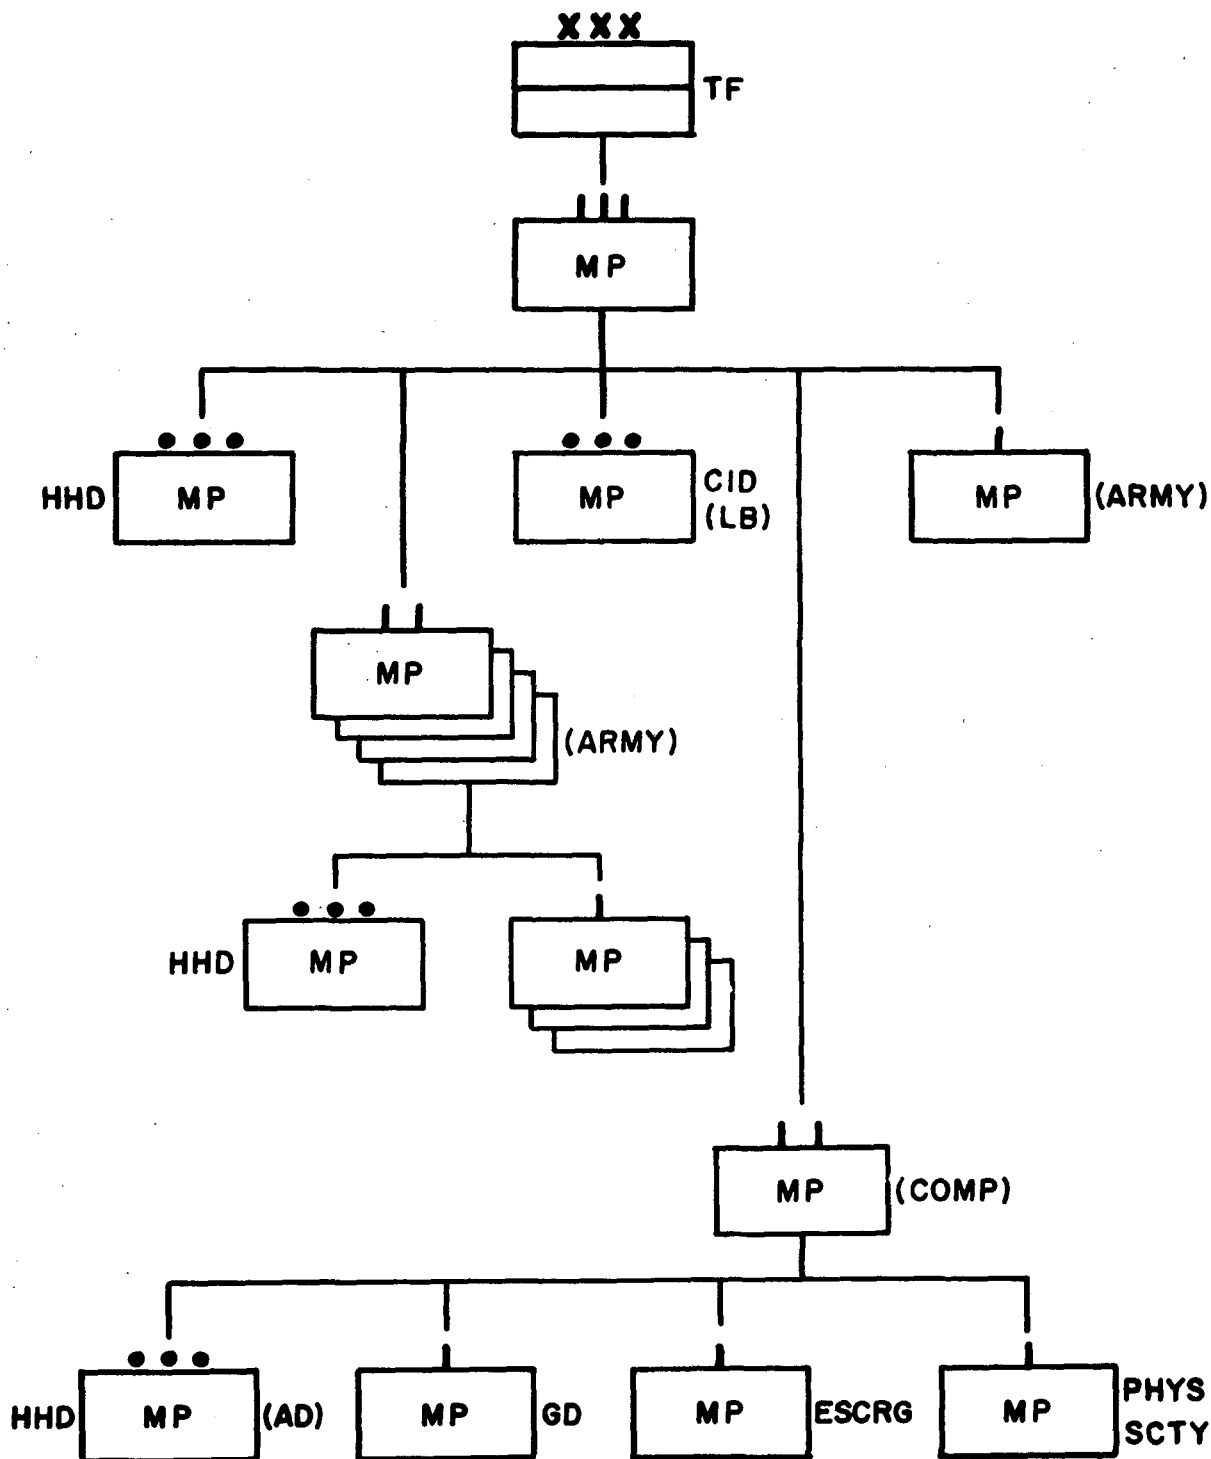 XXX
TF
MP
HHD MP
MP CID
(LB)
MP (ARMY)
MP
(ARMY)
HHD MP
MP
MP (COMP)
HHD MP (AD)
MP GD
MP ESCRG
MP PHYS
SCTY